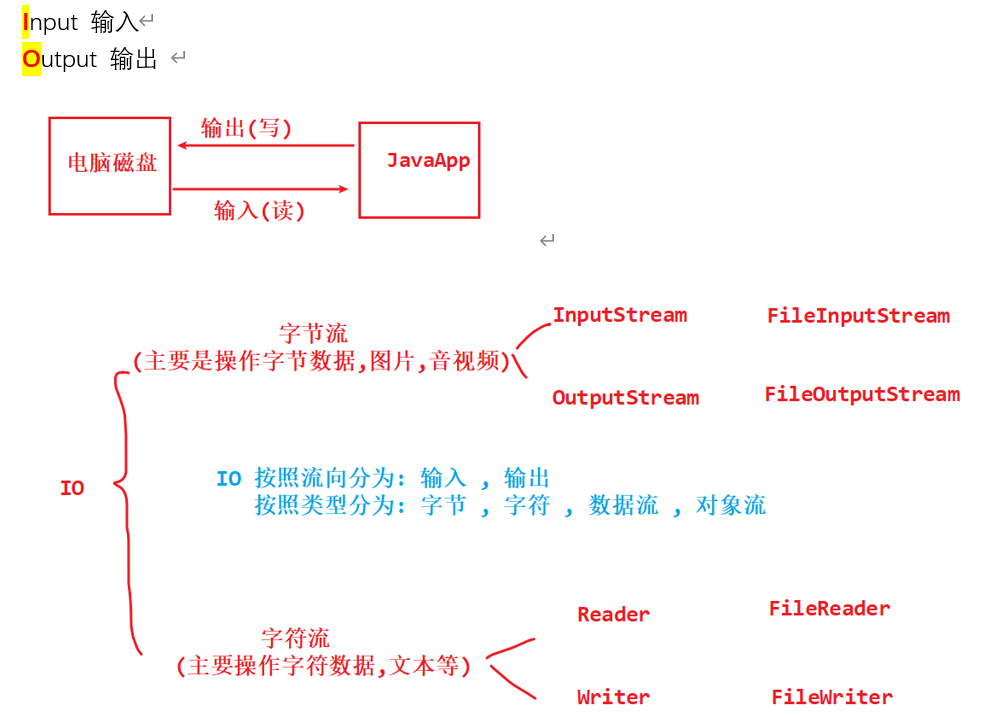 Input 输入
Output 输出
输出(写)
电脑磁盘
JavaApp
输入(读)
InputStream
FileInputStream
字节流
(主要是操作字节数据,图片,音视频)
OutputStream
FileOutputStream
IO
IO 按照流向分为: 输入 , 输出
按照类型分为: 字节 , 字符 , 数据流 , 对象流
Reader
FileReader
字符流
(主要操作字符数据,文本等)
Writer
FileWriter